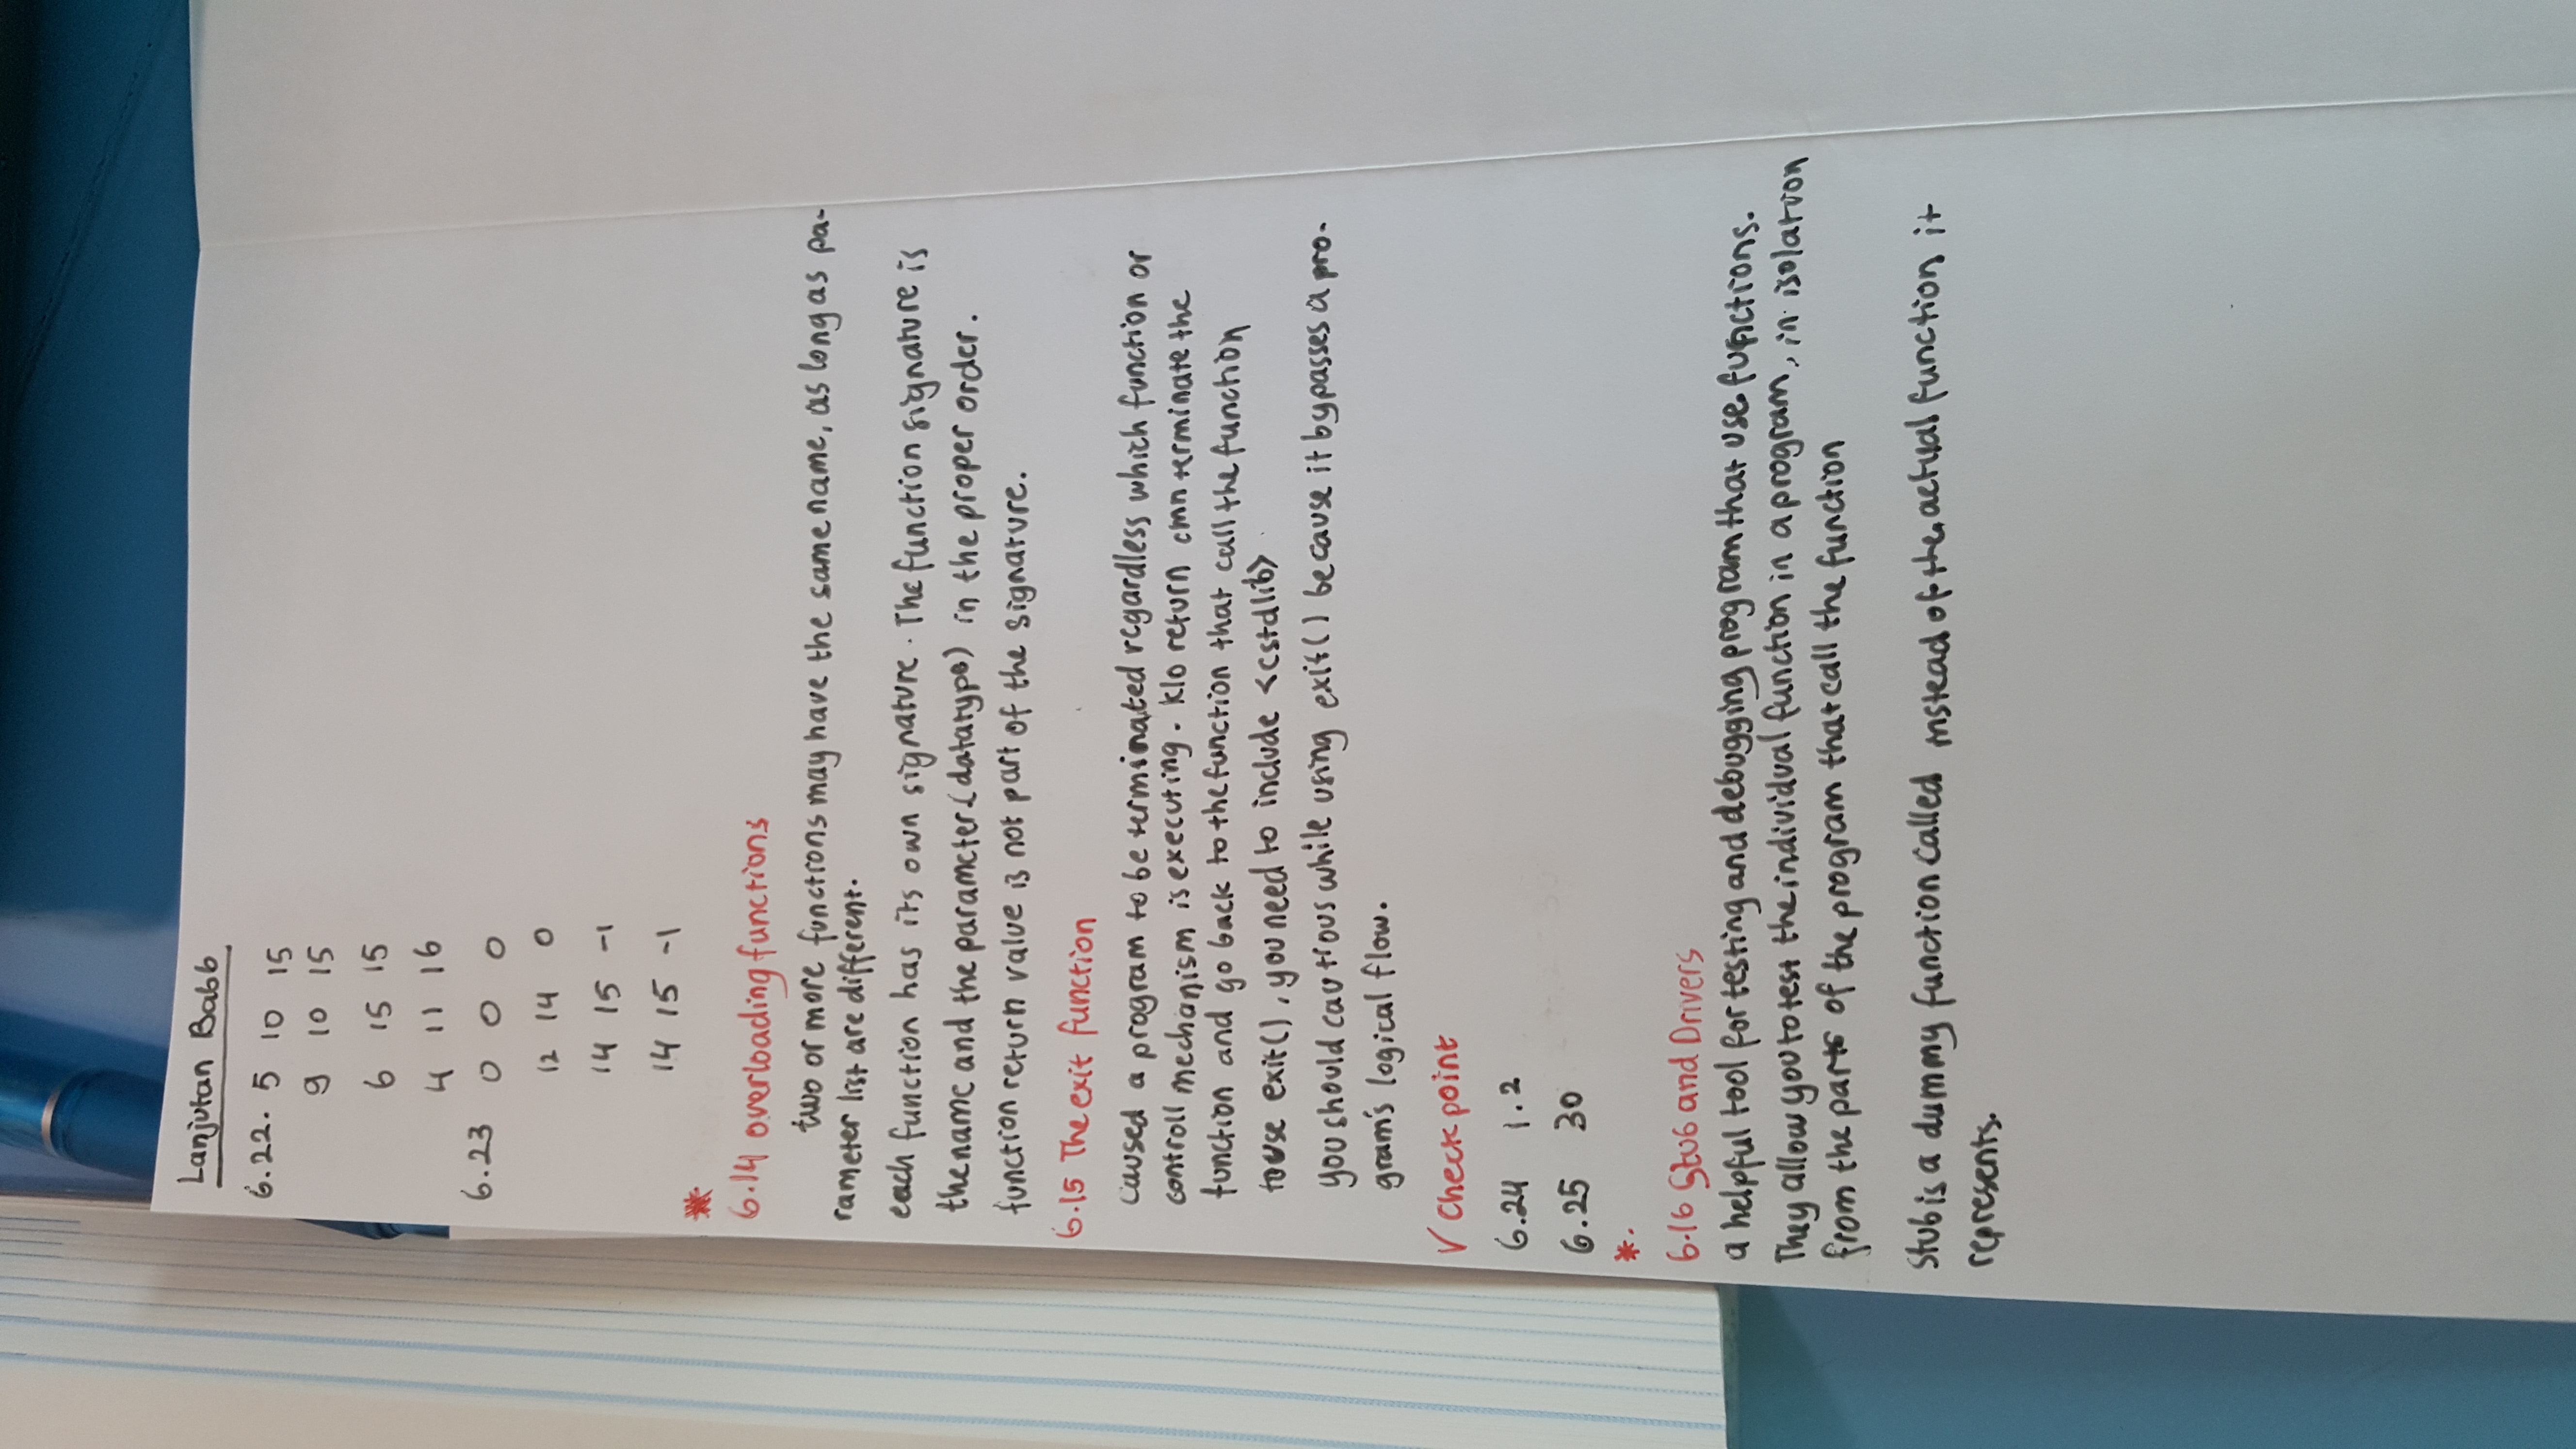 Lanjutan Bab6
6.22. 5 10 15
9 10 15
6 15 15
4 11 16
6.23 0 0 0
12 14 0
14 15 -1
14 15 -1
*
6.14 overloading functions
two or more functions may have the same name, as long as pa-
rameter list are different.
each function has its own signature. The function signature is
the name and the parameter (datatype) in the proper order.
function return value is not part of the signature.
6.15 The exit function
caused a program to be terminated regardless which function or
controll mechanism is executing. klo return cmn terminate the
function and go back to the function that call the function
to use exit(), you need to include <cstdlib>
you should cautious while using exit() because it bypasses a pro-
gram's logical flow.
√ Checkpoint
6.24 1.2
6.25 30
*.
6.16 Stub and Drivers
a helpful tool for testing and debugging program that use functions.
They allow you to test the individual function in a program, in isolation
from the parts of the program that call the function
Stub is a dummy function called instead of the actual function it
represents.